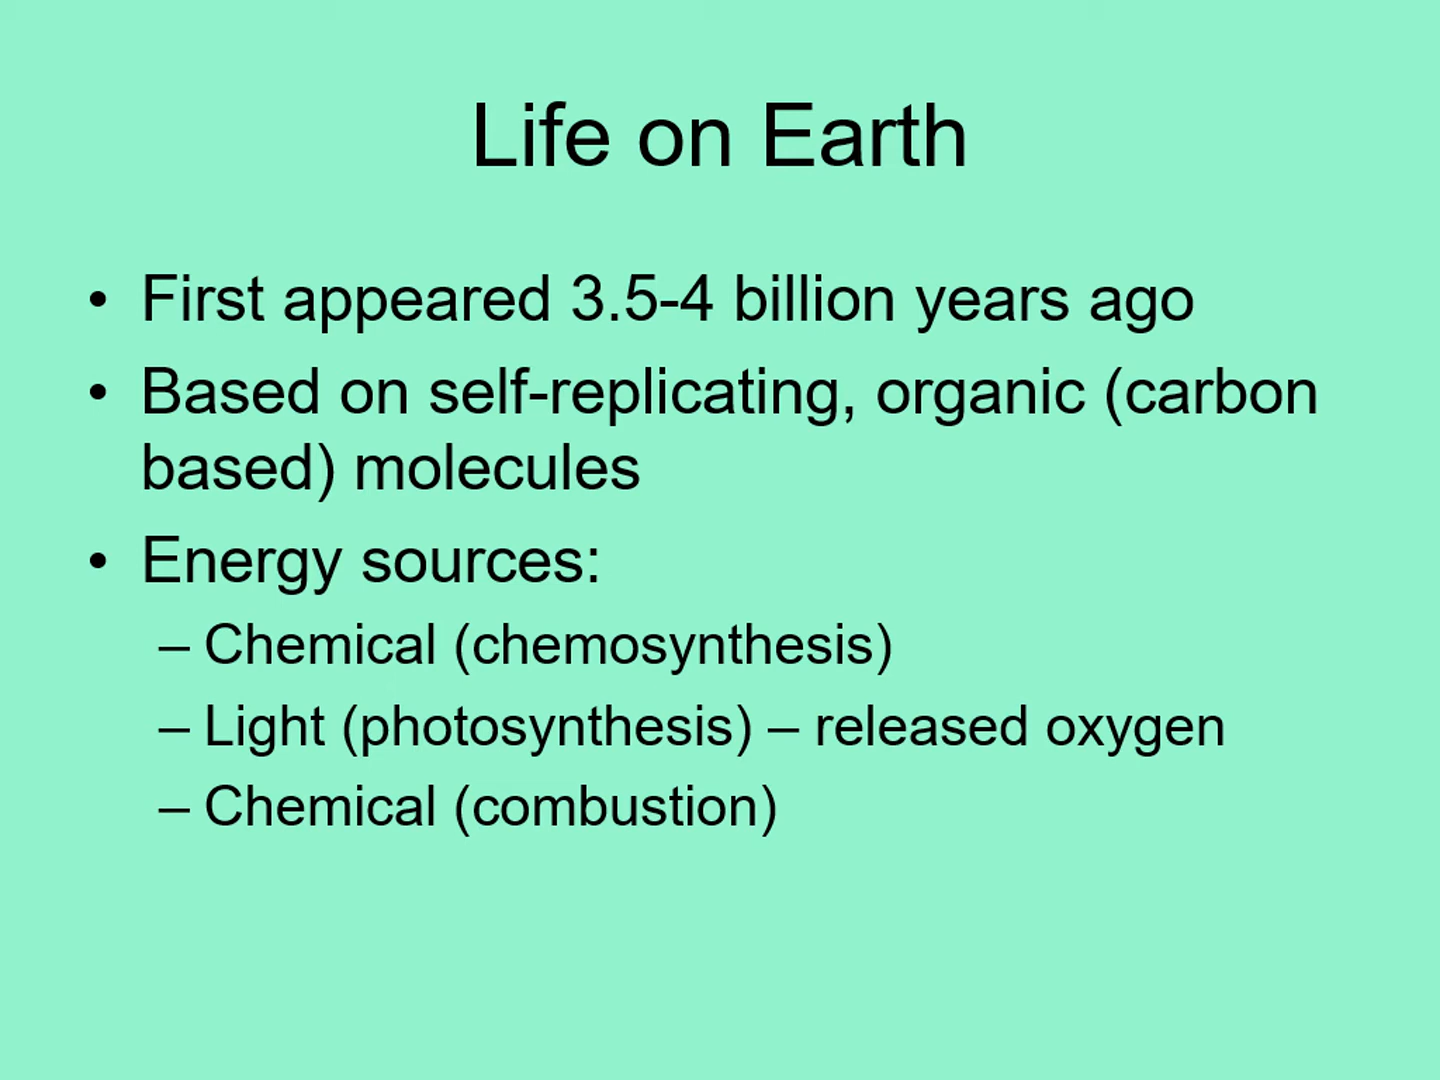 Life on Earth
• First appeared 3.5-4 billion years ago
• Based on self-replicating, organic (carbon
based) molecules
• Energy sources:
– Chemical (chemosynthesis)
– Light (photosynthesis) – released oxygen
– Chemical (combustion)